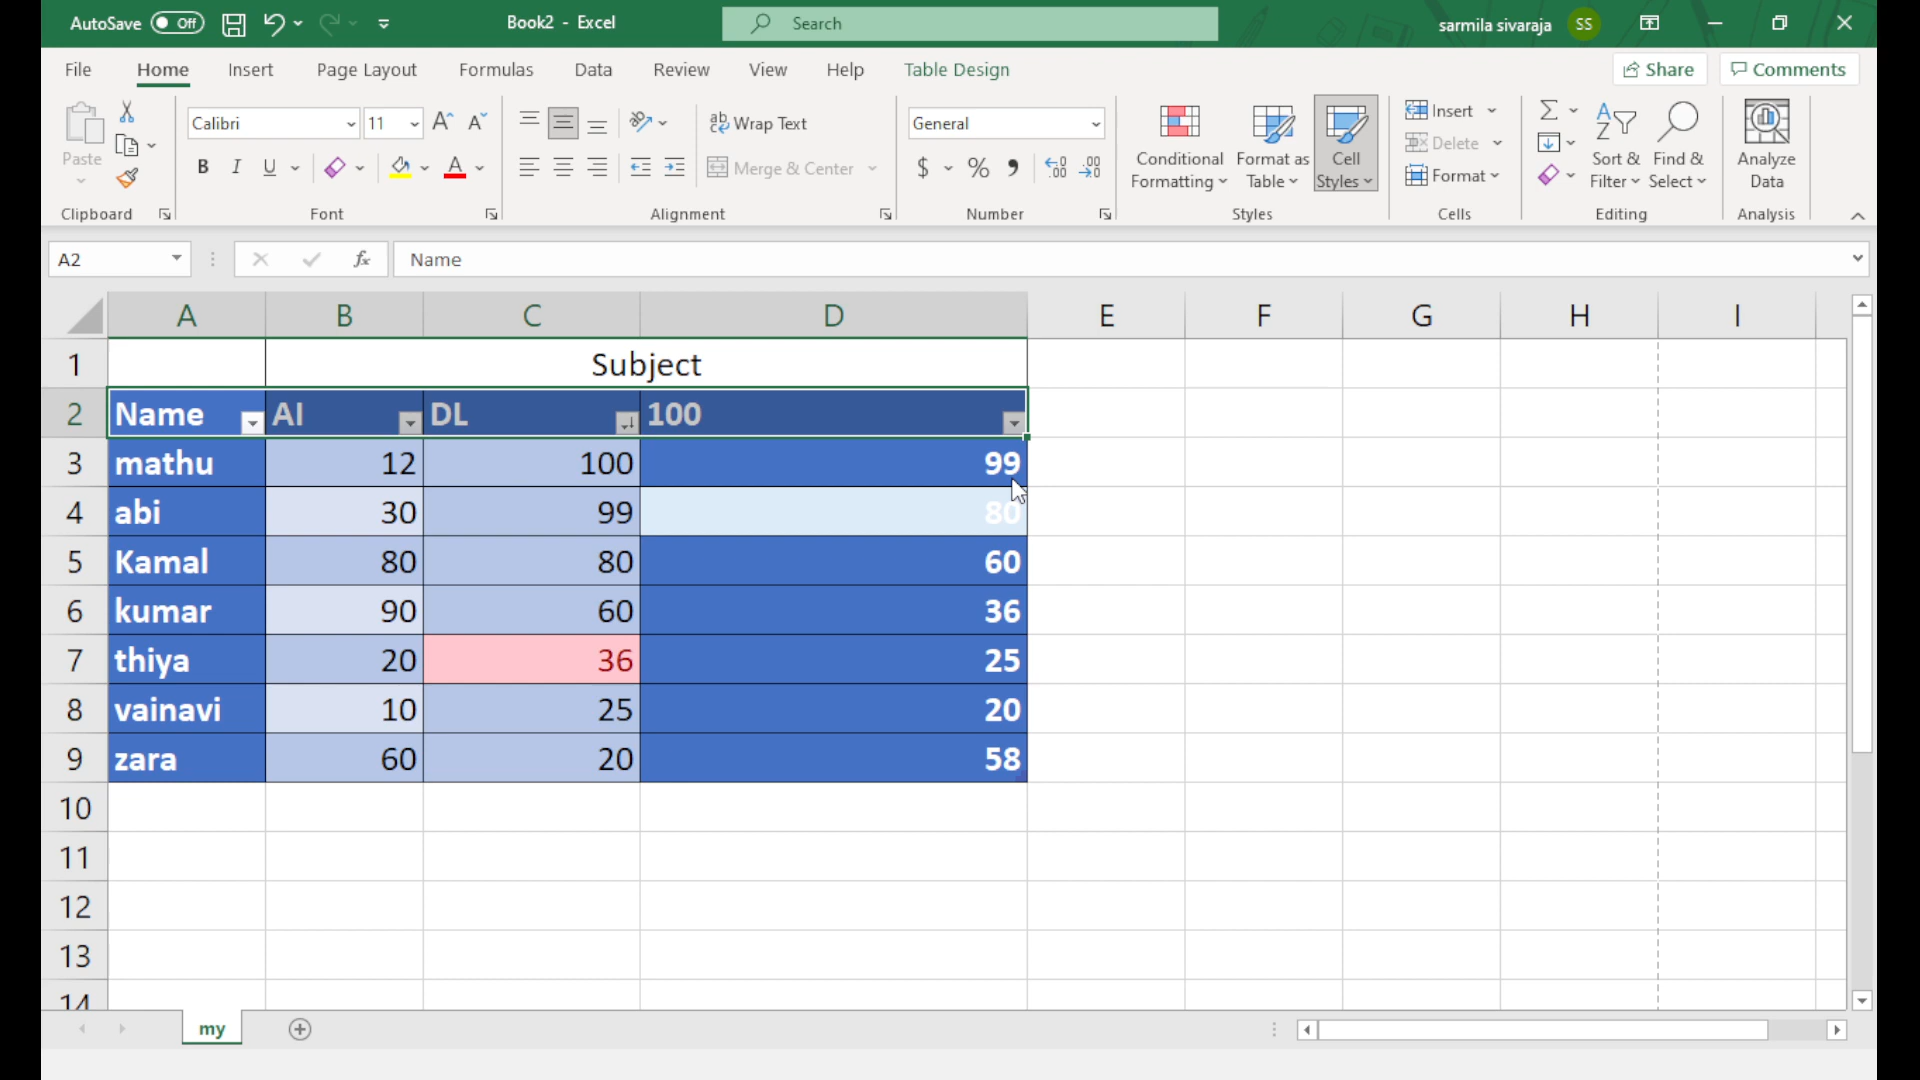 AutoSave Off Book2 - Excel Search sarmila sivaraja SS
File Home Insert Page Layout Formulas Data Review View Help Table Design Share Comments
Paste Calibri 11 Wrap Text General Conditional Formatting Format as Table Cell Styles Insert Sort & Filter Find & Select Analyze Data
B I U A Merge & Center $ % Delete
Format
Clipboard Font Alignment Number Styles Cells Editing Analysis
A2 fx Name
A B C D E F G H I
1 Subject
2 Name AI DL 100
3 mathu 12 100 99
4 abi 30 99 80
5 Kamal 80 80 60
6 kumar 90 60 36
7 thiya 20 36 25
8 vainavi 10 25 20
9 zara 60 20 58
10
11
12
13
14
my